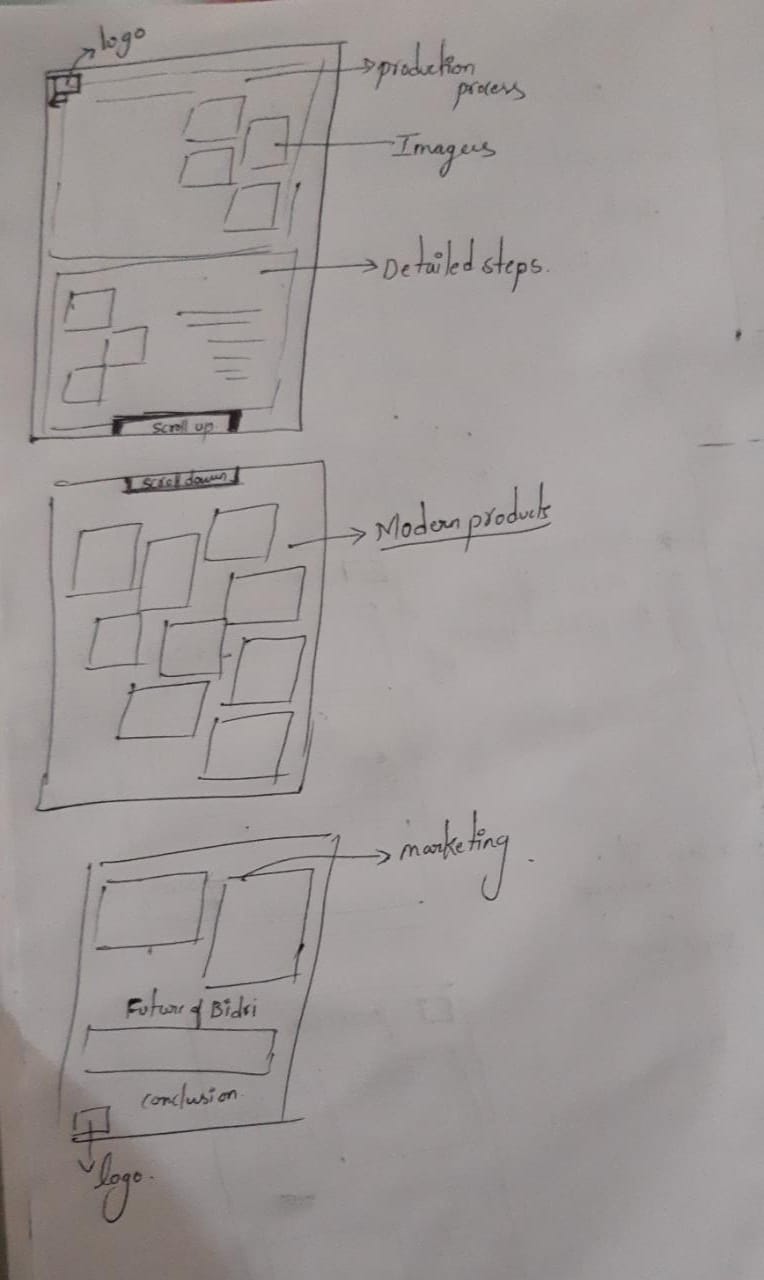 logo
production
process
Images
Detailed steps.
Scroll up
Scroll down
Modern products
marketing.
Future of Bidri
conclusion.
logo.